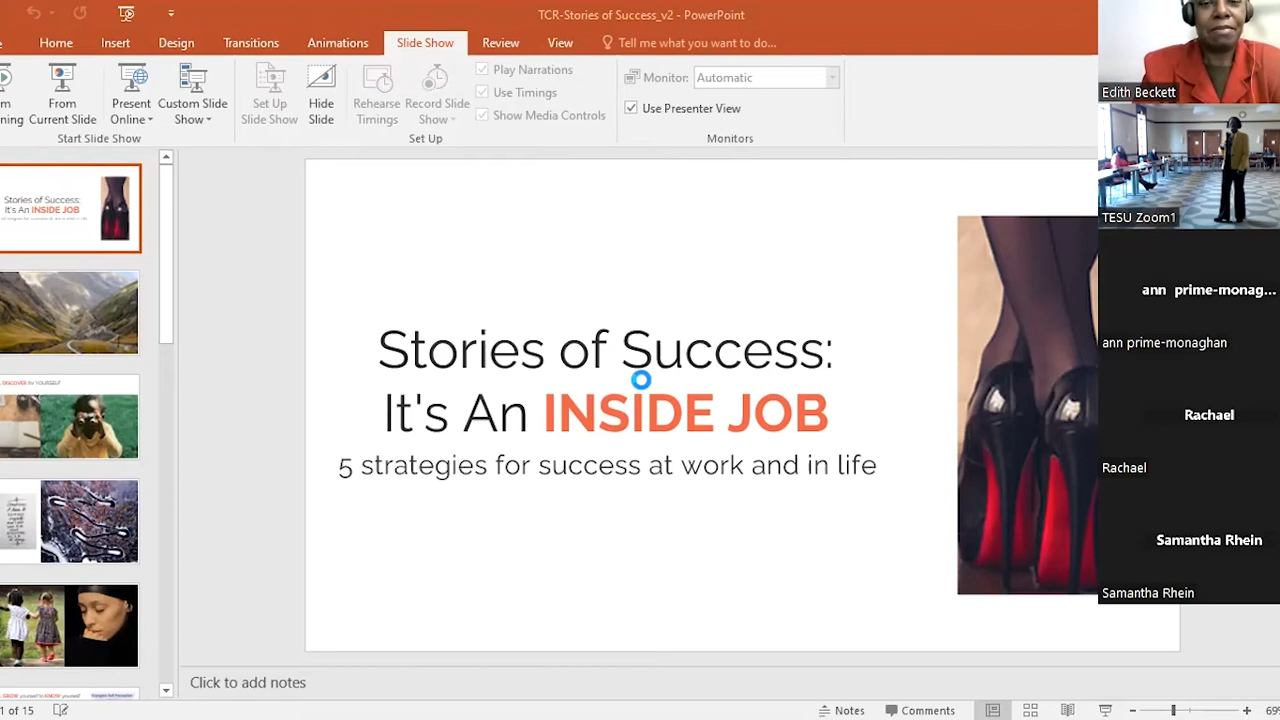 TCR-Stories of Success_v2 - PowerPoint
Home Insert Design Transitions Animations Slide Show Review View Tell me what you want to do...
From Current Slide
Present Online
Custom Slide Show
Start Slide Show
Set Up Slide Show
Hide Slide
Rehearse Timings
Record Slide Show
Play Narrations
Use Timings
Show Media Controls
Set Up
Monitor: Automatic
Use Presenter View
Monitors
Stories of Success:
It's An INSIDE JOB
DISCOVER for YOURSELF
Stories of Success:
It's An INSIDE JOB
5 strategies for success at work and in life
Edith Beckett
TESU Zoom1
ann prime-monag...
ann prime-monaghan
Rachael
Rachael
Samantha Rhein
Samantha Rhein
Click to add notes
1 of 15
Notes Comments
69